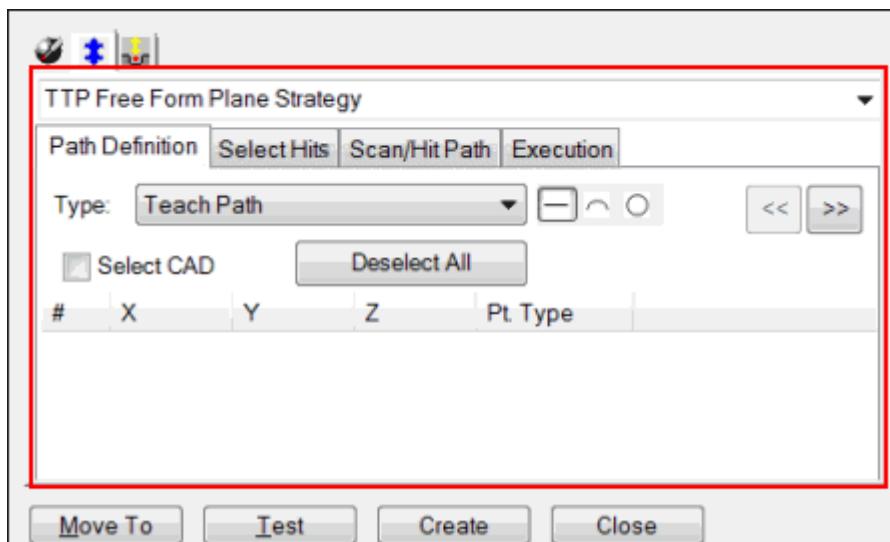 TTP Free Form Plane Strategy
Path Definition Select Hits Scan/Hit Path Execution
Type: Teach Path << >>
Select CAD Deselect All
# X Y Z Pt. Type
Move To Test Create Close